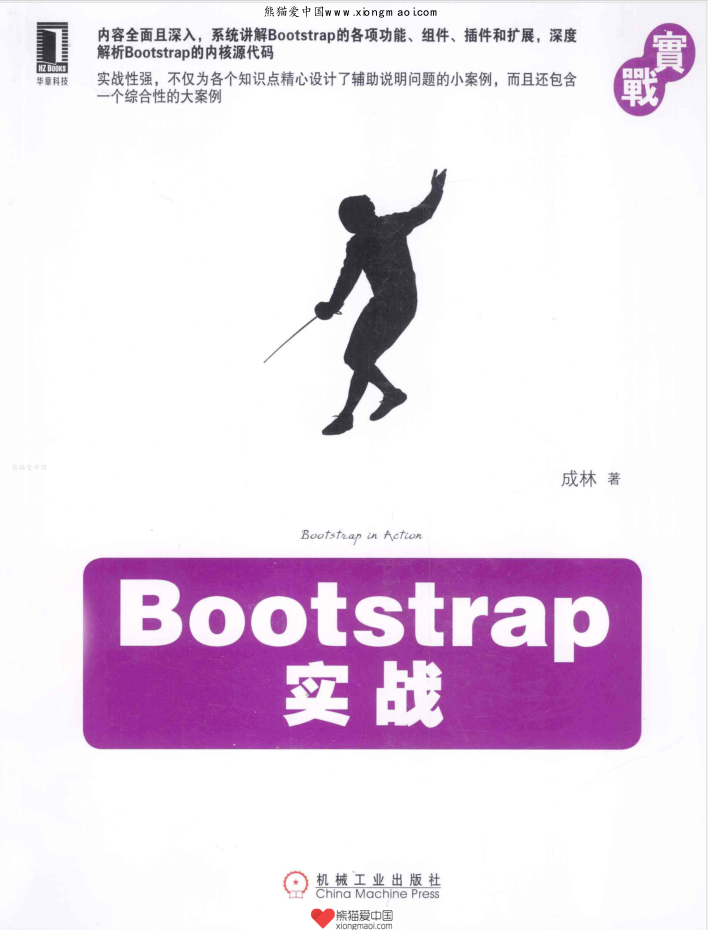 熊猫爱中国www.xiongmaoi.com
内容全面且深入，系统讲解Bootstrap的各项功能、组件、插件和扩展，深度
解析Bootstrap的内核源代码
HZ BOOKS
华章科技
实战性强，不仅为各个知识点精心设计了辅助说明问题的小案例，而且还包含
一个综合性的大案例
實
戰
熊猫爱中国
成林 著
Bootstrap in Action
Bootstrap
实战
机械工业出版社
China Machine Press
熊猫爱中国
xiongmaoi.com